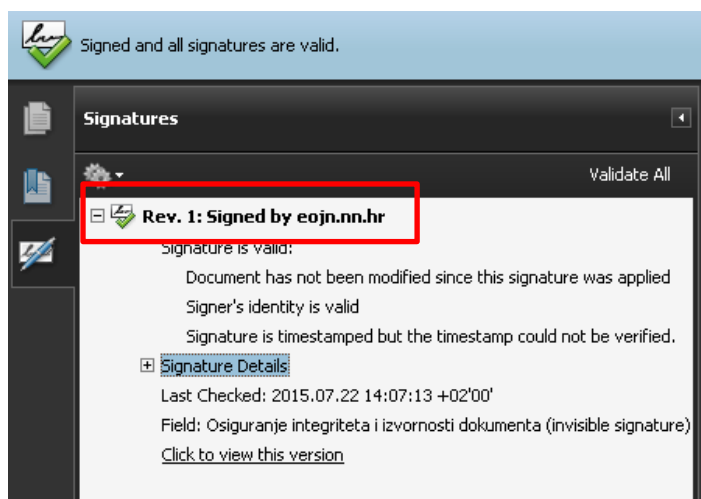 Signed and all signatures are valid.
Signatures
Validate All
Rev. 1: Signed by eojn.nn.hr
Signature is valid:
Document has not been modified since this signature was applied
Signer's identity is valid
Signature is timestamped but the timestamp could not be verified.
Signature Details
Last Checked: 2015.07.22 14:07:13 +02'00'
Field: Osiguranje integriteta i izvornosti dokumenta (invisible signature)
Click to view this version